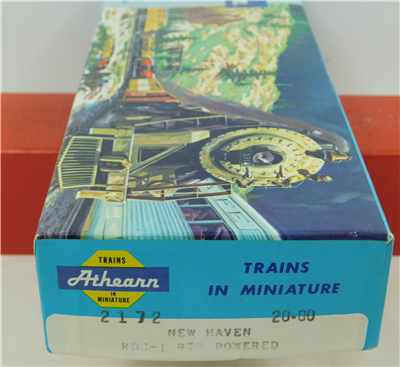 TRAINS
Athearn
IN
MINIATURE
TRAINS
IN MINIATURE
2172 20.00
NEW HAVEN
RDC-1 RTR POWERED